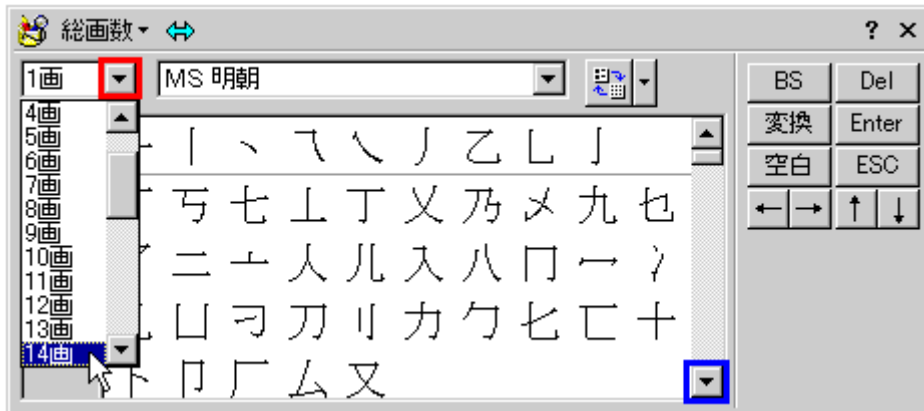 総画数 ? ×
1画 MS 明朝 BS Del
4画 変換 Enter
5画 空白 ESC
6画 ← → ↑ ↓
7画
8画
9画
10画
11画
12画
13画
14画
丨 丶 ⺄ 乀 丿 乙 乚 亅
丂 七 丄 丁 乂 乃 〤 九 乜
二 亠 人 儿 入 八 冂 冖 冫
凵 刁 刀 刂 力 勹 匕 匚 十
卜 卩 厂 厶 又